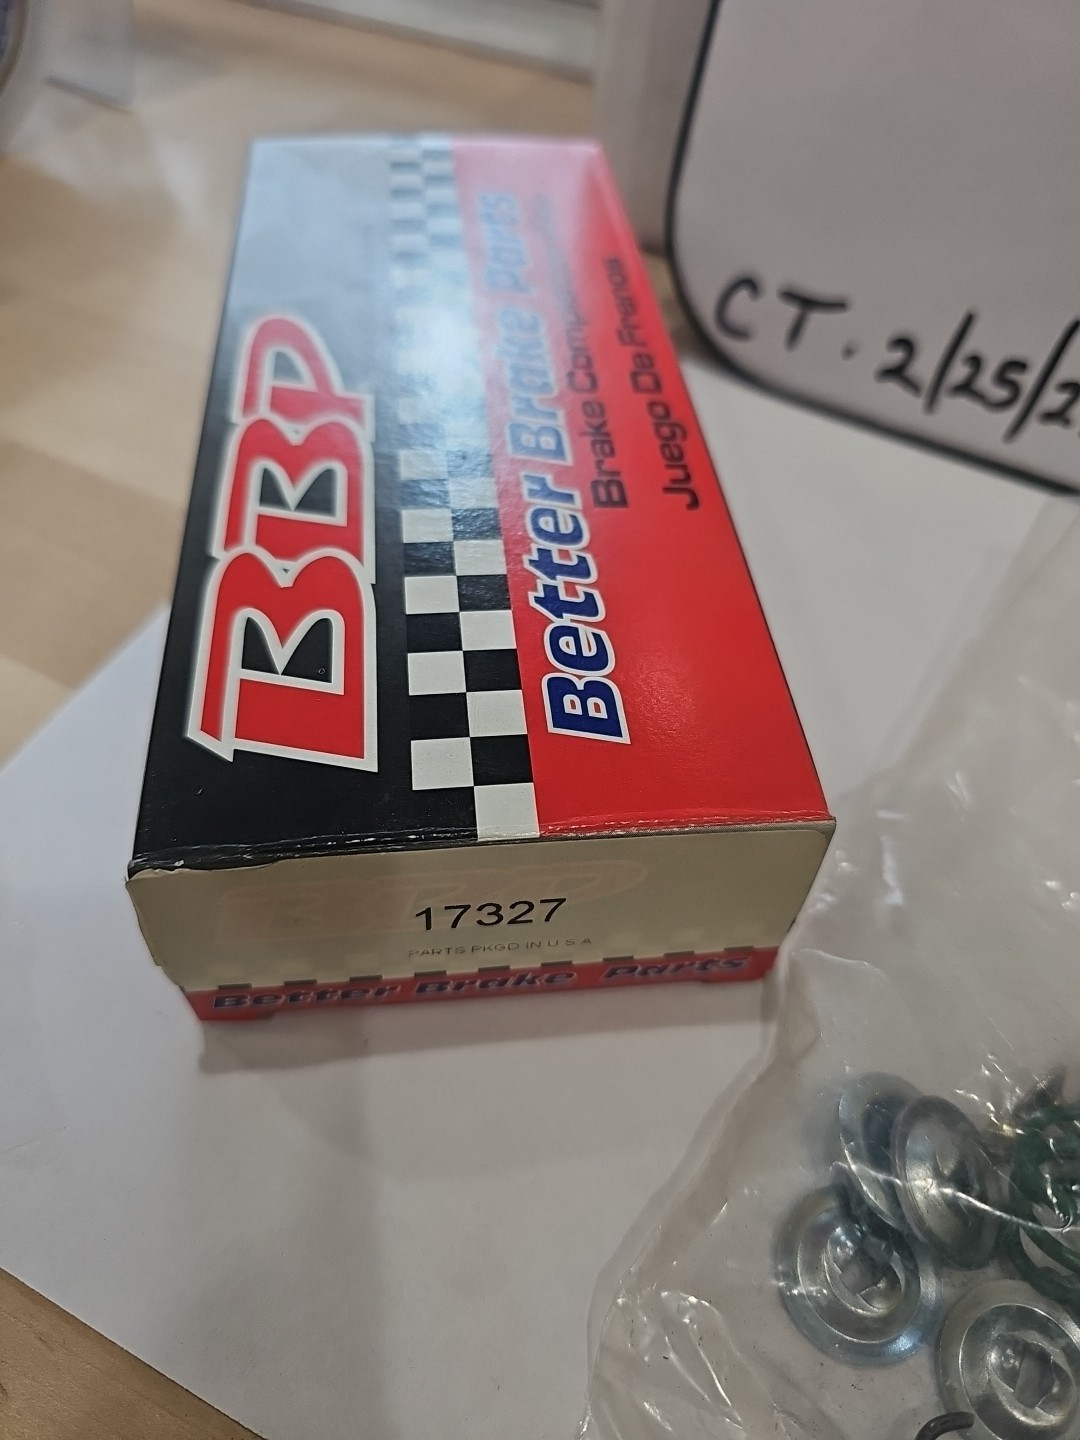 BBP
Better Brake Parts
Brake
Juego De Frenos
CT. 2/25/2
17327
PARTS PKGD IN U S A
Better Brake Parts